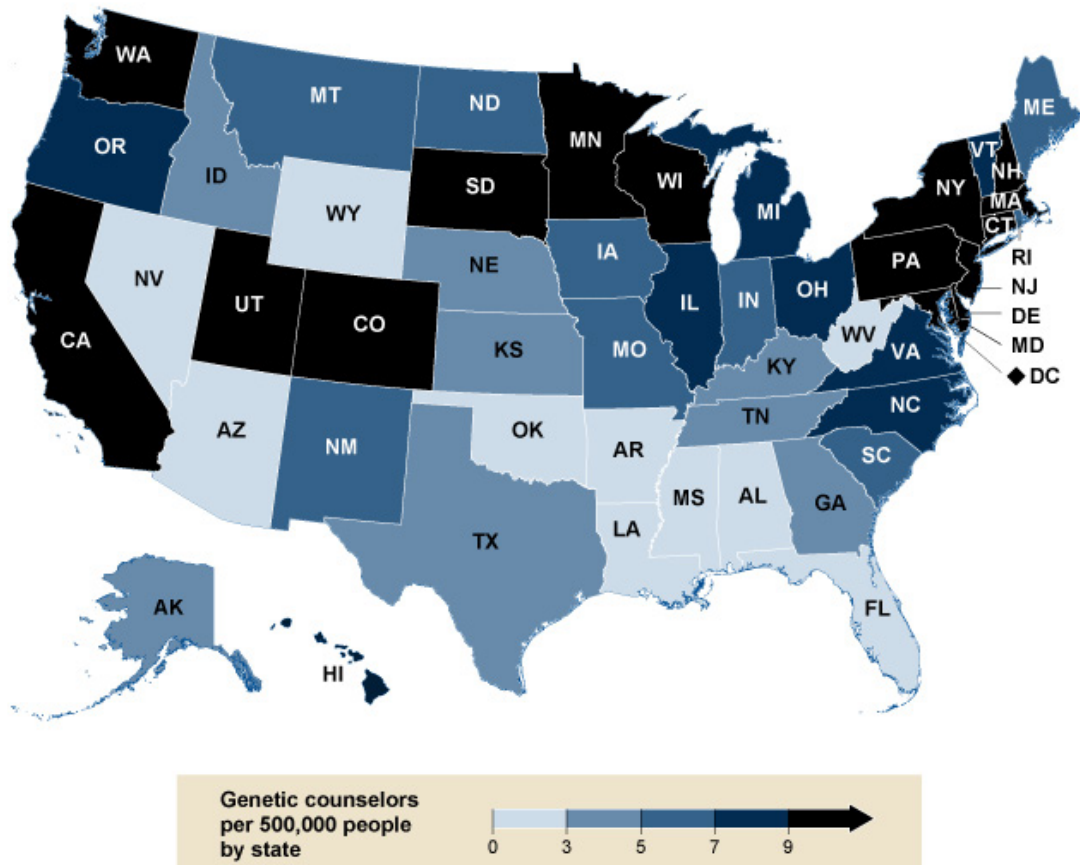 WA
MT
ND
MN
ME
OR
ID
SD
WI
MI
VT
NH
NY
MA
CT
WY
RI
IA
NE
PA
NJ
NV
OH
DE
IL
IN
UT
CO
MD
CA
WV
VA
KS
MO
KY
◆ DC
NC
TN
AZ
NM
OK
AR
SC
MS
AL
GA
LA
TX
AK
FL
HI
Genetic counselors
per 500,000 people
by state
0 3 5 7 9